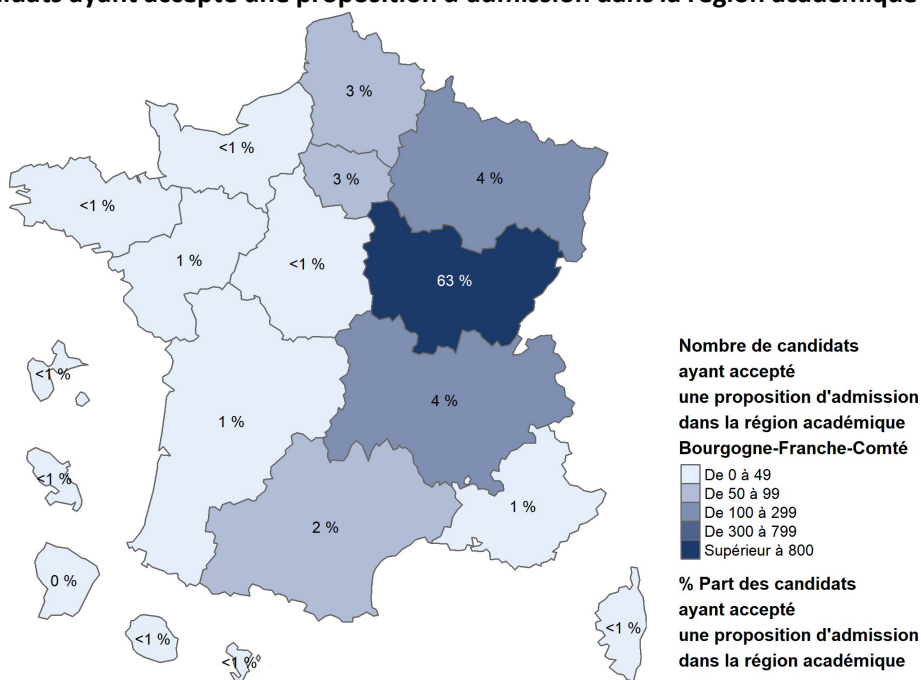 didats ayant accepté une proposition d'admission dans la région académique
3 %
<1 %
3 %
4 %
<1 %
1 %
<1 %
63 %
<1 %
4 %
1 %
<1 %
1 %
2 %
0 %
<1 %
<1 %
<1 %
Nombre de candidats
ayant accepté
une proposition d'admission
dans la région académique
Bourgogne-Franche-Comté
De 0 à 49
De 50 à 99
De 100 à 299
De 300 à 799
Supérieur à 800
% Part des candidats
ayant accepté
une proposition d'admission
dans la région académique